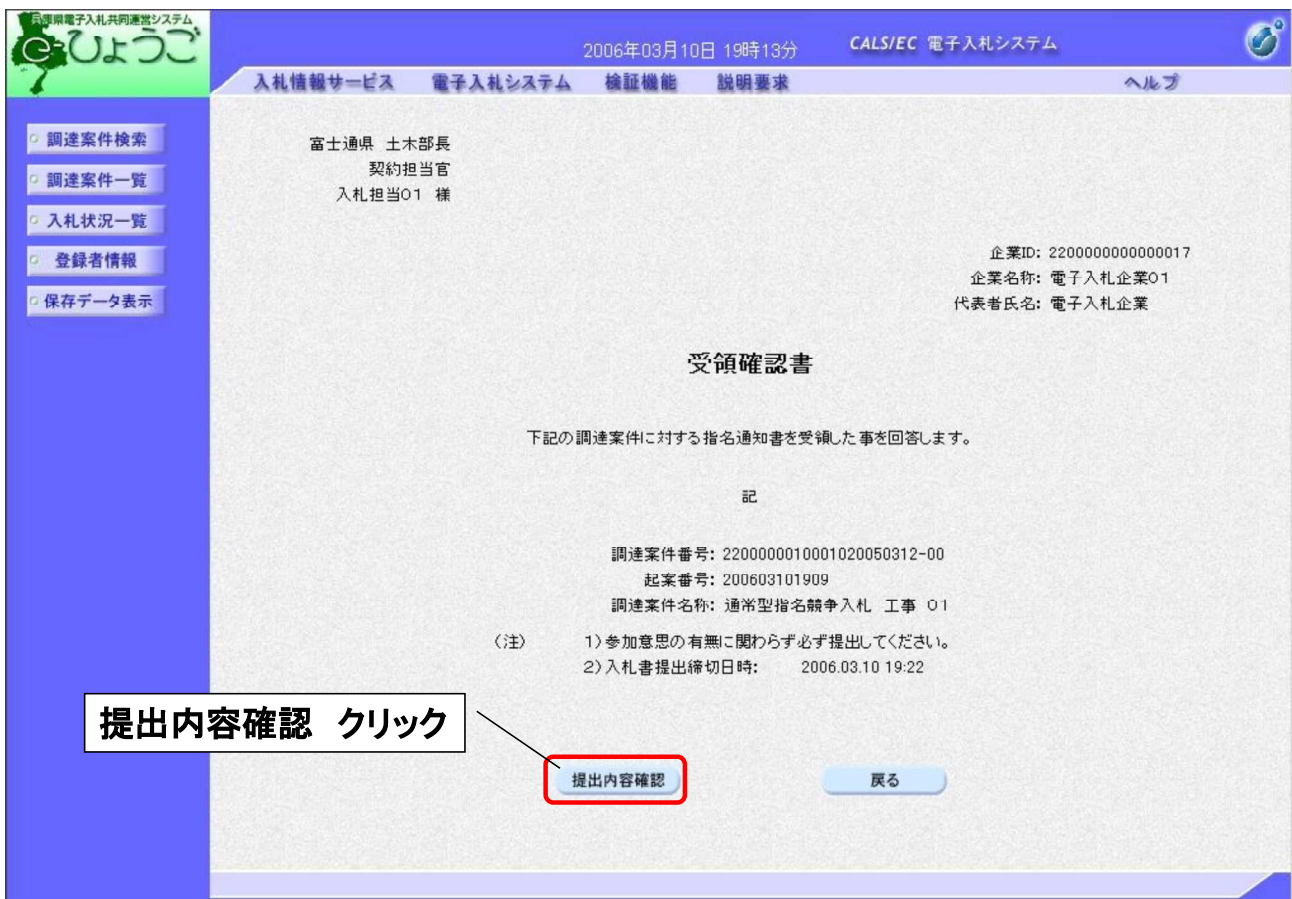 兵庫県電子入札共同運営システム
e-ひょうご
2006年03月10日 19時13分
CALS/EC 電子入札システム
入札情報サービス 電子入札システム 検証機能 説明要求 ヘルプ
調達案件検索
調達案件一覧
入札状況一覧
登録者情報
保存データ表示
富士通県 土木部長
契約担当官
入札担当01 様
企業ID: 2200000000000017
企業名称: 電子入札企業01
代表者氏名: 電子入札企業
受領確認書
下記の調達案件に対する指名通知書を受領した事を回答します。
記
調達案件番号: 2200000010001020050312-00
起案番号: 200603101909
調達案件名称: 通常型指名競争入札 工事 01
(注) 1)参加意思の有無に関わらず必ず提出してください。
2)入札書提出締切日時: 2006.03.10 19:22
提出内容確認 クリック
提出内容確認
戻る